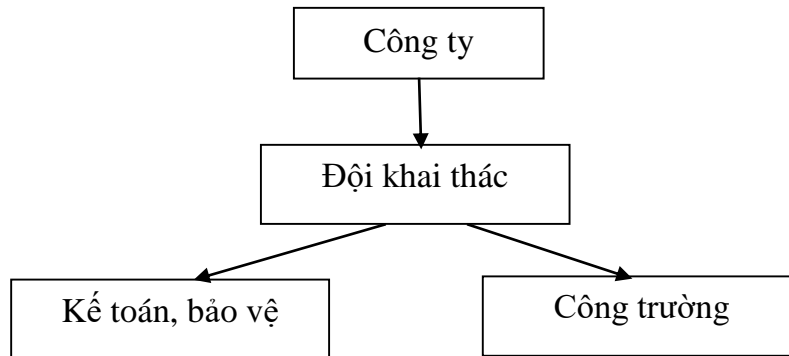 Công ty
Đội khai thác
Kế toán, bảo vệ
Công trường